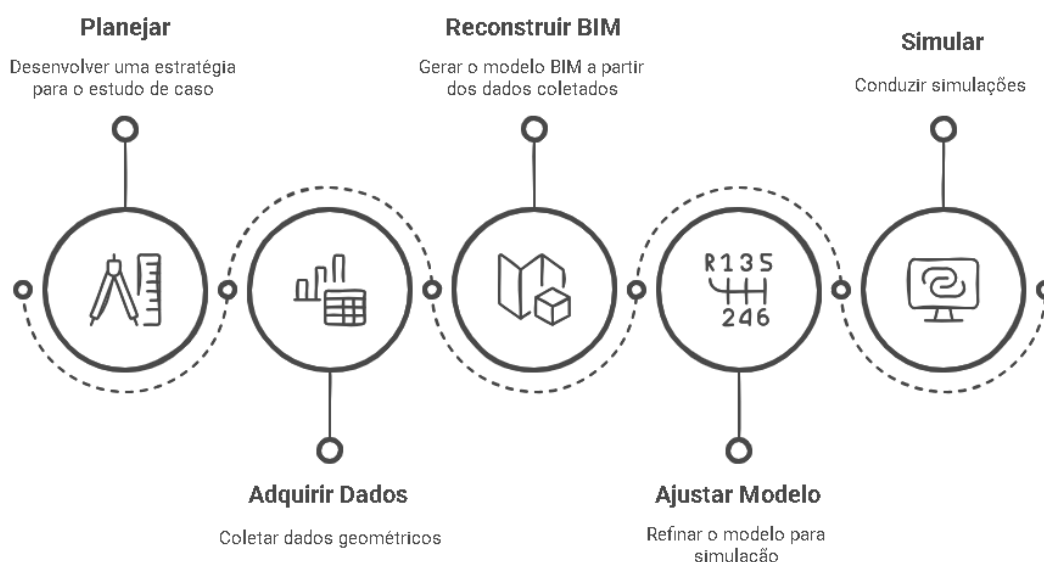 Planejar
Desenvolver uma estratégia
para o estudo de caso
Reconstruir BIM
Gerar o modelo BIM a partir
dos dados coletados
Simular
Conduzir simulações
R135
246
Adquirir Dados
Coletar dados geométricos
Ajustar Modelo
Refinar o modelo para
simulação